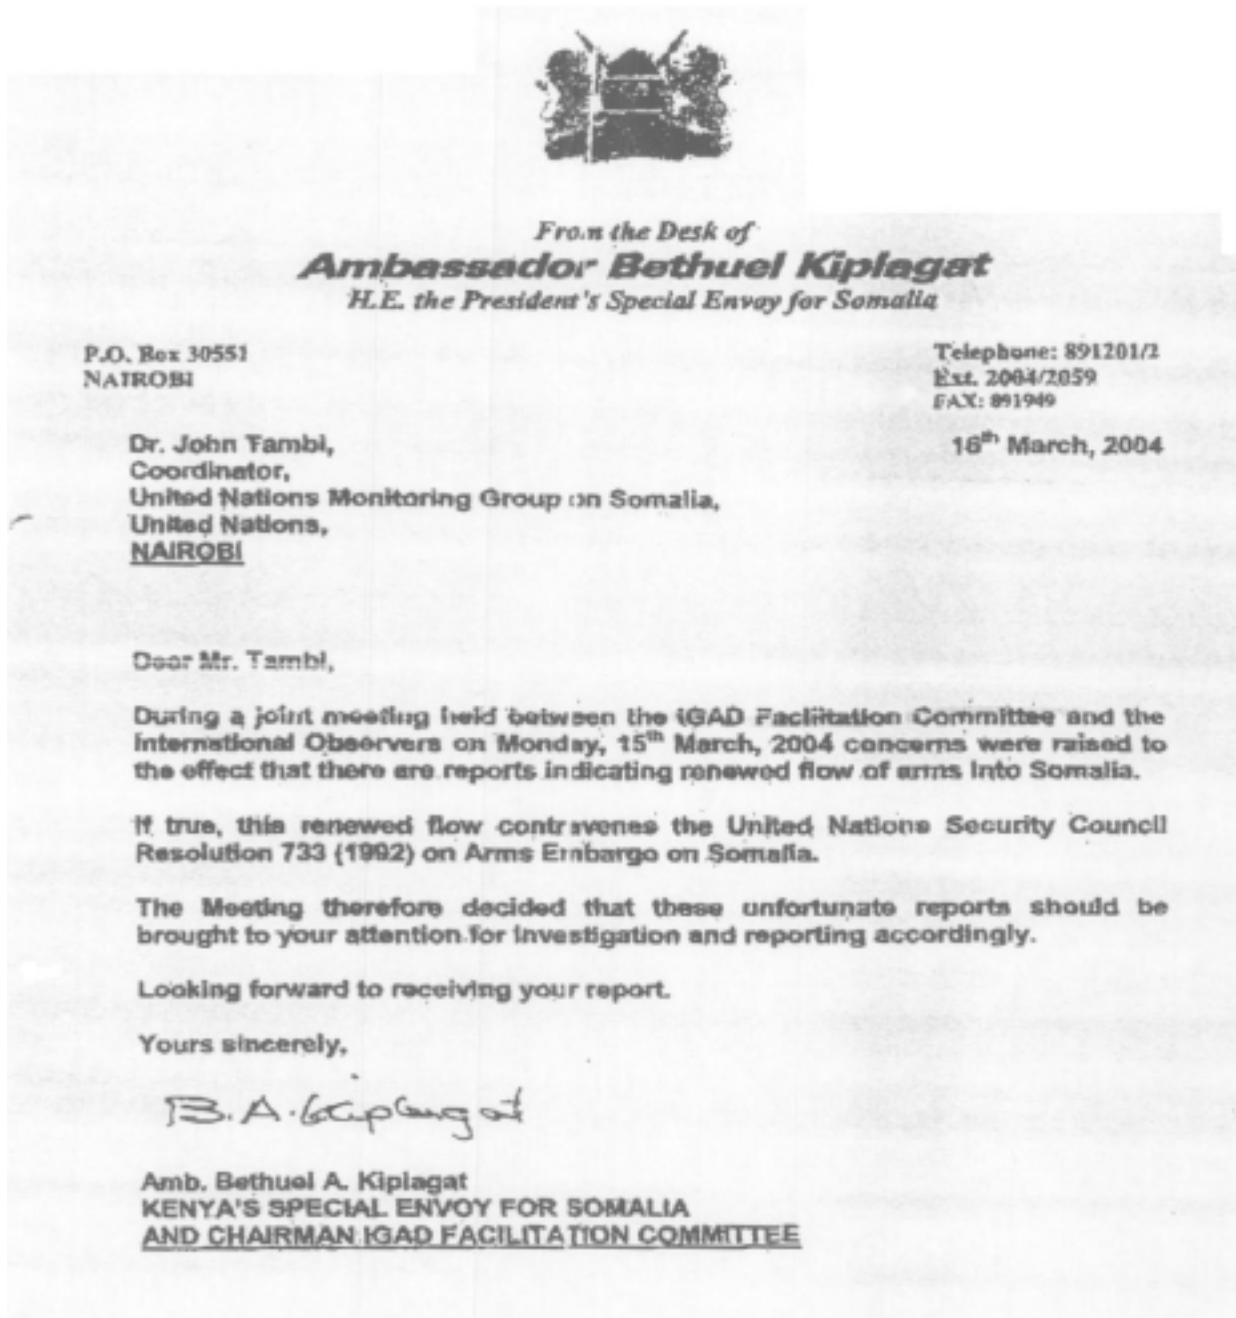 From the Desk of
Ambassador Bethuel Kiplagat
H.E. the President's Special Envoy for Somalia
P.O. Box 30551
NAIROBI
Telephone: 891201/2
Ext. 2004/2059
FAX: 891949
16th March, 2004
Dr. John Tambi,
Coordinator,
United Nations Monitoring Group on Somalia,
United Nations,
NAIROBI
Dear Mr. Tambi,
During a joint meeting held between the IGAD Facilitation Committee and the
International Observers on Monday, 15th March, 2004 concerns were raised to
the effect that there are reports indicating renewed flow of arms into Somalia.
If true, this renewed flow contravenes the United Nations Security Council
Resolution 733 (1992) on Arms Embargo on Somalia.
The Meeting therefore decided that these unfortunate reports should be
brought to your attention for investigation and reporting accordingly.
Looking forward to receiving your report.
Yours sincerely,
B.A. Kiplagat
Amb. Bethuel A. Kiplagat
KENYA'S SPECIAL ENVOY FOR SOMALIA
AND CHAIRMAN IGAD FACILITATION COMMITTEE